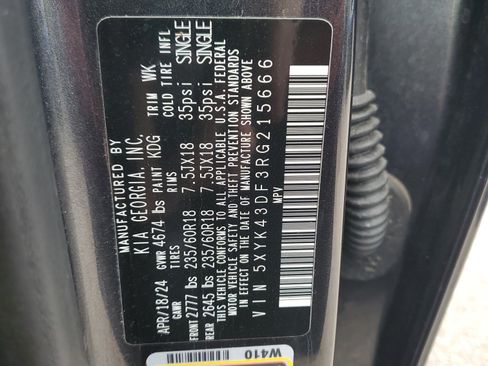 MANUFACTURED BY
KIA GEORGIA, INC.
APR/18/24 GVWR 4674 lbs PAINT KDG TRIM WK
GAWR TIRES RIMS COLD TIRE INFL
FRONT 2777 lbs 235/60R18 7.5JX18 35psi SINGLE
REAR 2645 lbs 235/60R18 7.5JX18 35psi SINGLE
THIS VEHICLE CONFORMS TO ALL APPLICABLE U.S.A. FEDERAL
MOTOR VEHICLE SAFETY AND THEFT PREVENTION STANDARDS
IN EFFECT ON THE DATE OF MANUFACTURE SHOWN ABOVE
VIN 5XYK43DF3RG215666
MPV
W410